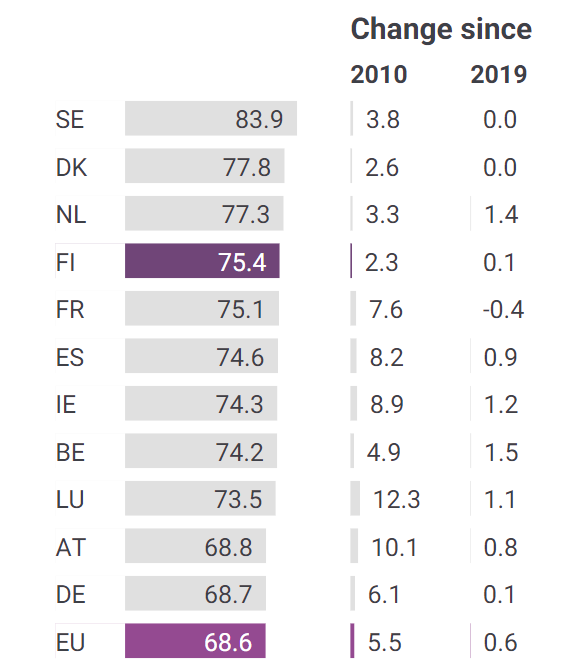 Change since
2010 2019
SE 83.9 3.8 0.0
DK 77.8 2.6 0.0
NL 77.3 3.3 1.4
FI 75.4 2.3 0.1
FR 75.1 7.6 -0.4
ES 74.6 8.2 0.9
IE 74.3 8.9 1.2
BE 74.2 4.9 1.5
LU 73.5 12.3 1.1
AT 68.8 10.1 0.8
DE 68.7 6.1 0.1
EU 68.6 5.5 0.6